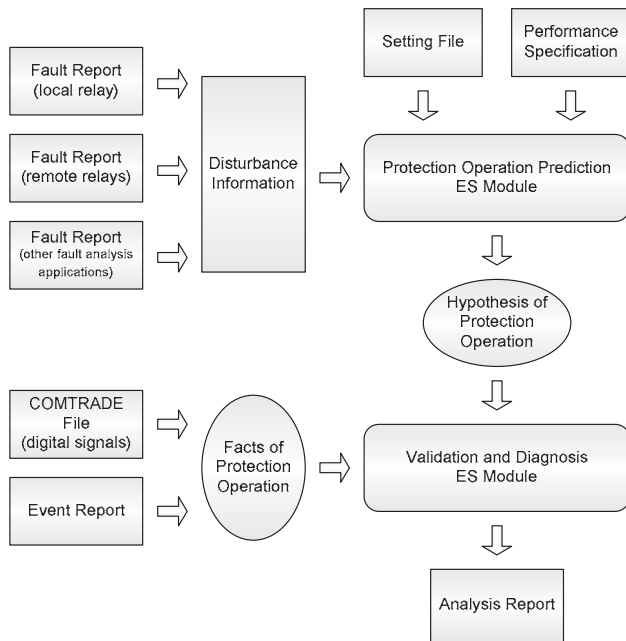 Fault Report
(local relay)
Fault Report
(remote relays)
Fault Report
(other fault analysis
applications)
Disturbance
Information
Setting File
Performance
Specification
Protection Operation Prediction
ES Module
Hypothesis of
Protection
Operation
COMTRADE
File
(digital signals)
Event Report
Facts of
Protection
Operation
Validation and Diagnosis
ES Module
Analysis Report